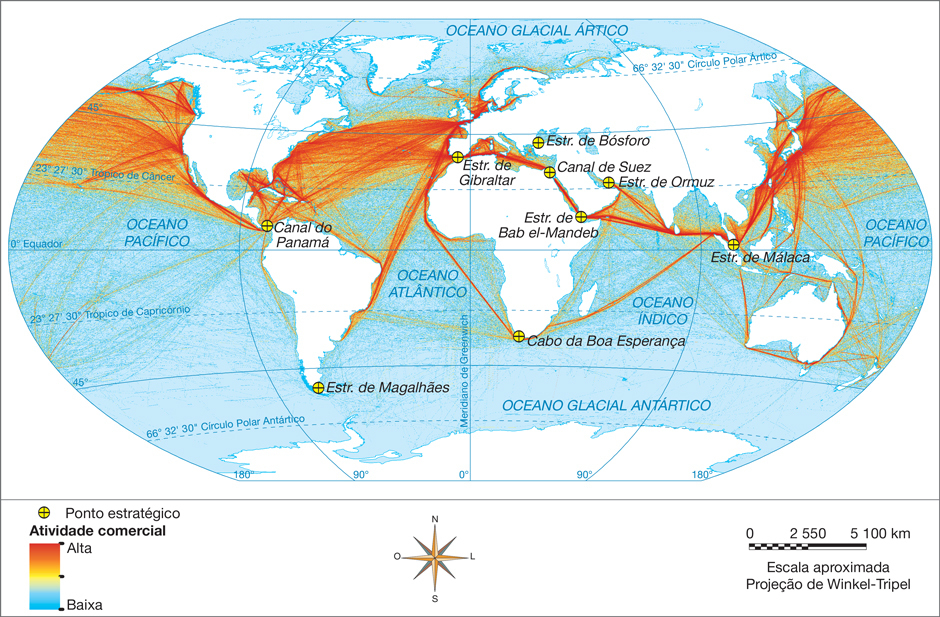 OCEANO GLACIAL ÁRTICO
66° 32' 30" Círculo Polar Ártico
45°
Estr. de Bósforo
Estr. de
Gibraltar
Canal de Suez
Estr. de Ormuz
23° 27' 30" Trópico de Câncer
Estr. de
Bab el-Mandeb
OCEANO
PACÍFICO
Canal do
Panamá
OCEANO
PACÍFICO
0° Equador
Estr. de Málaca
OCEANO
ATLÂNTICO
OCEANO
ÍNDICO
23° 27' 30" Trópico de Capricórnio
Meridiano de Greenwich
Cabo da Boa Esperança
45°
Estr. de Magalhães
OCEANO GLACIAL ANTÁRTICO
66° 32' 30" Círculo Polar Antártico
180°
90°
0°
90°
180°
Ponto estratégico
Atividade comercial
Alta
Baixa
N
O
L
S
0 2 550 5 100 km
Escala aproximada
Projeção de Winkel-Tripel